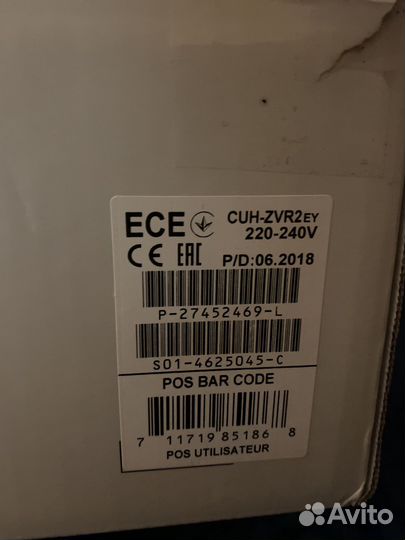 ECE CUH-ZVR2EY
220-240V
CE EAC P/D:06.2018
P-27452469-L
S01-4625045-C
POS BAR CODE
7 11719 85186 8
POS UTILISATEUR
Avito